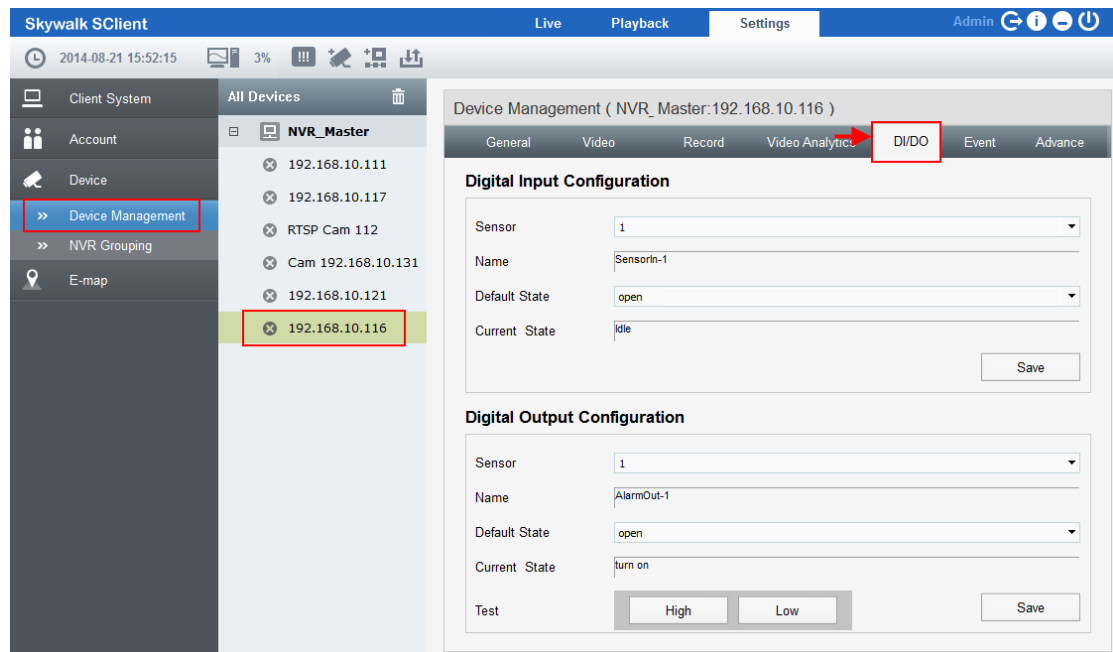 Skywalk SClient
Live Playback Settings Admin
2014-08-21 15:52:15 3%
Client System
Account
Device
Device Management
NVR Grouping
E-map
All Devices
NVR_Master
192.168.10.111
192.168.10.117
RTSP Cam 112
Cam 192.168.10.131
192.168.10.121
192.168.10.116
Device Management ( NVR_Master:192.168.10.116 )
General Video Record Video Analytics DI/DO Event Advance
Digital Input Configuration
Sensor 1
Name SensorIn-1
Default State open
Current State Idle
Save
Digital Output Configuration
Sensor 1
Name AlarmOut-1
Default State open
Current State turn on
Test High Low Save